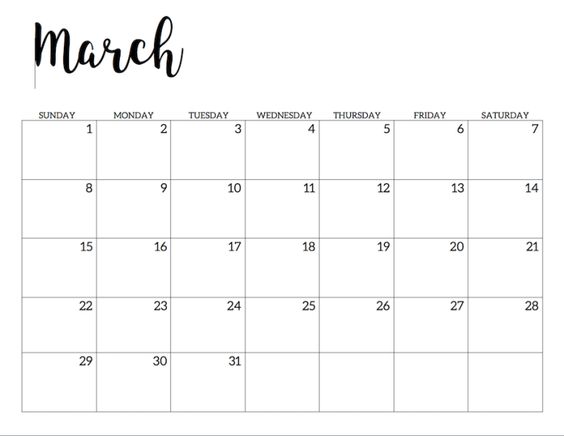 March
SUNDAY MONDAY TUESDAY WEDNESDAY THURSDAY FRIDAY SATURDAY
1 2 3 4 5 6 7
8 9 10 11 12 13 14
15 16 17 18 19 20 21
22 23 24 25 26 27 28
29 30 31